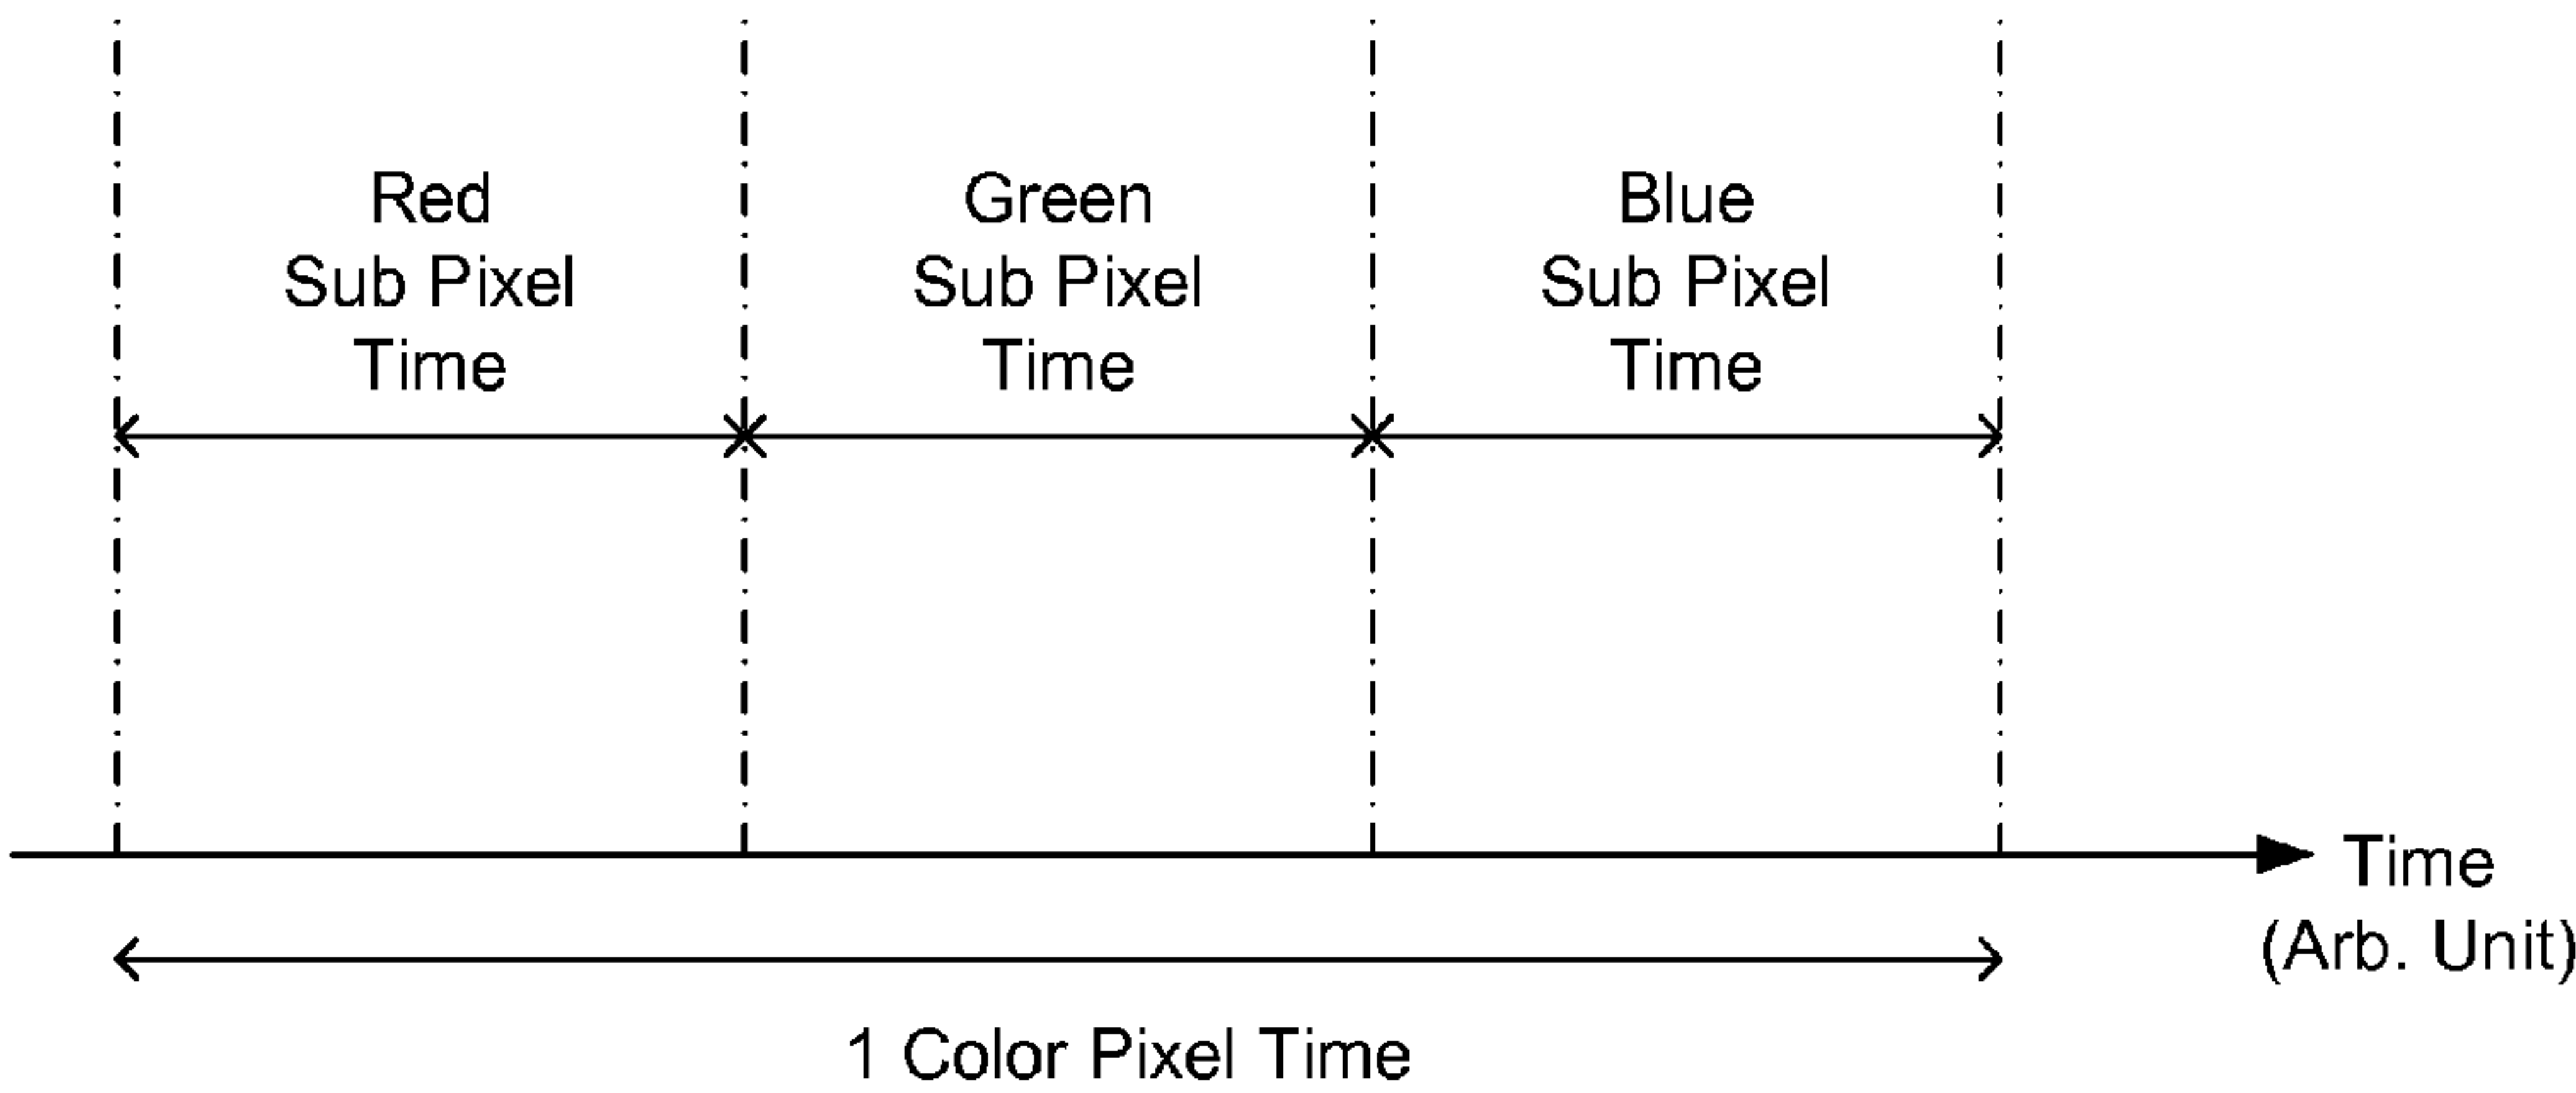 Red
Sub Pixel
Time
Green
Sub Pixel
Time
Blue
Sub Pixel
Time
Time
(Arb. Unit)
1 Color Pixel Time